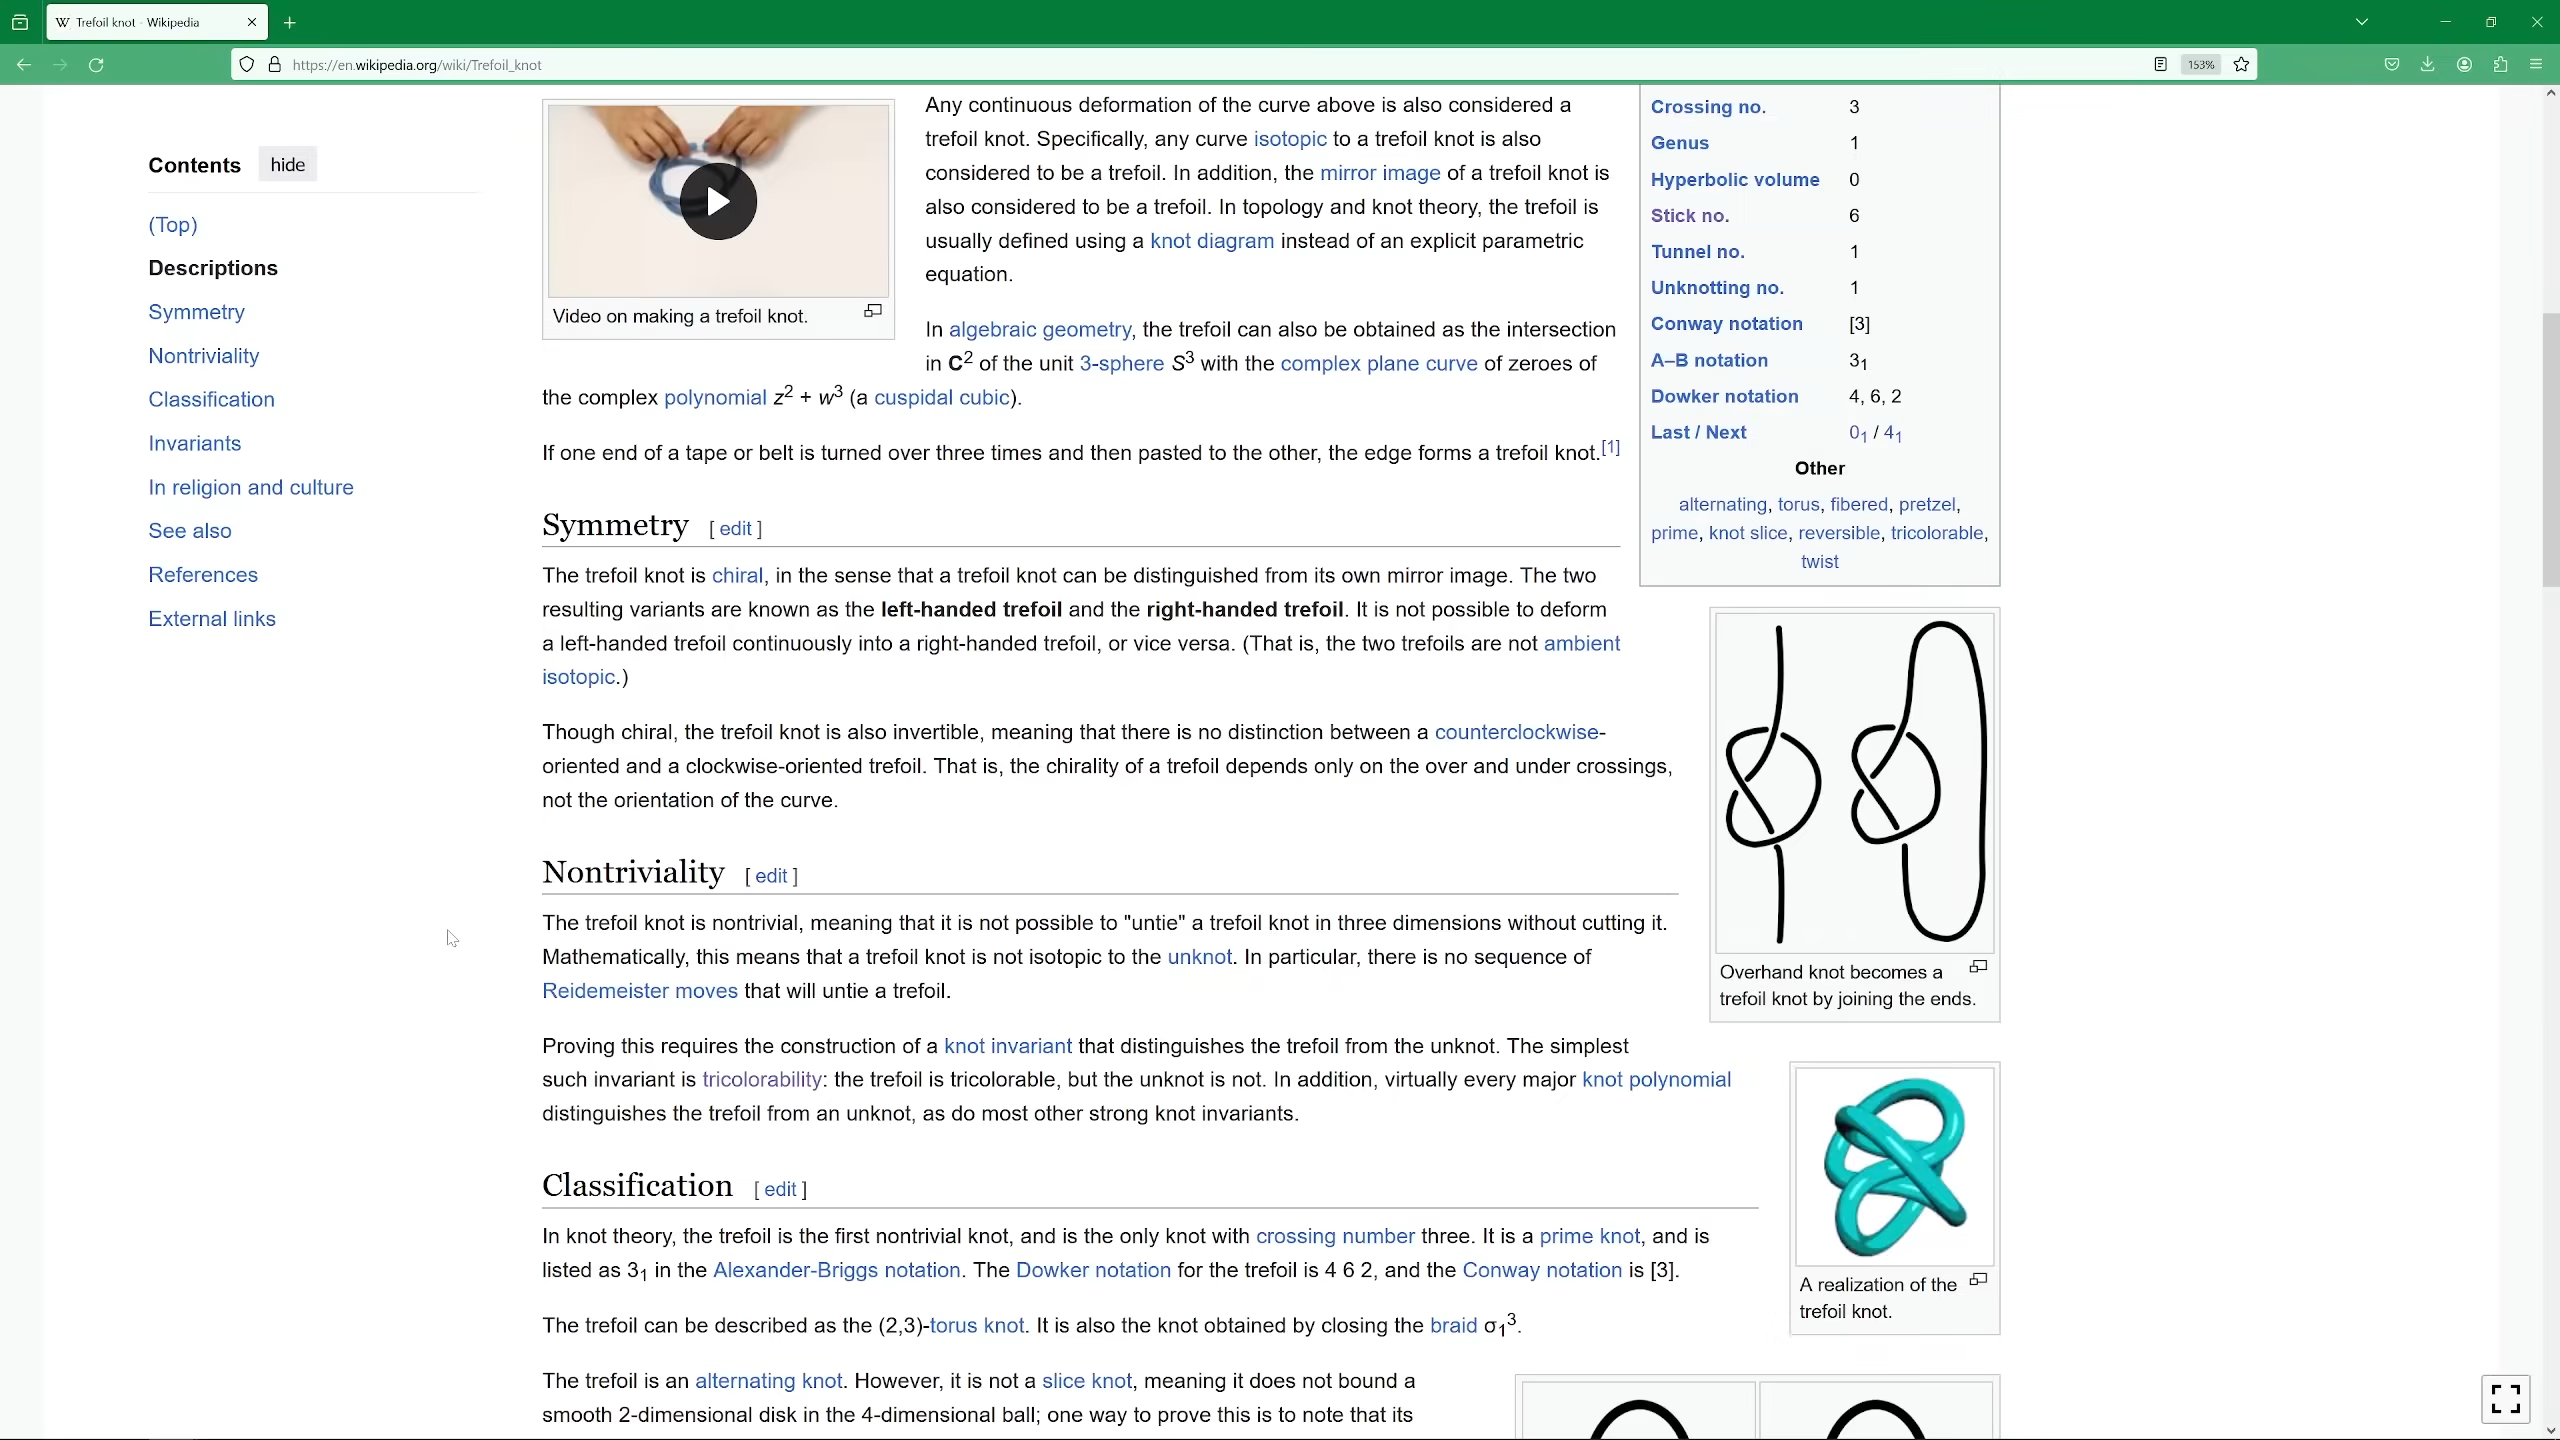 Trefoil knot - Wikipedia
https://en.wikipedia.org/wiki/Trefoil_knot
153%
Contents hide
(Top)
Descriptions
Symmetry
Nontriviality
Classification
Invariants
In religion and culture
See also
References
External links
Video on making a trefoil knot.
Any continuous deformation of the curve above is also considered a
trefoil knot. Specifically, any curve isotopic to a trefoil knot is also
considered to be a trefoil. In addition, the mirror image of a trefoil knot is
also considered to be a trefoil. In topology and knot theory, the trefoil is
usually defined using a knot diagram instead of an explicit parametric
equation.
In algebraic geometry, the trefoil can also be obtained as the intersection
in C² of the unit 3-sphere S³ with the complex plane curve of zeroes of
the complex polynomial z² + w³ (a cuspidal cubic).
If one end of a tape or belt is turned over three times and then pasted to the other, the edge forms a trefoil knot.[1]
Symmetry [ edit ]
The trefoil knot is chiral, in the sense that a trefoil knot can be distinguished from its own mirror image. The two
resulting variants are known as the left-handed trefoil and the right-handed trefoil. It is not possible to deform
a left-handed trefoil continuously into a right-handed trefoil, or vice versa. (That is, the two trefoils are not ambient
isotopic.)
Though chiral, the trefoil knot is also invertible, meaning that there is no distinction between a counterclockwise-
oriented and a clockwise-oriented trefoil. That is, the chirality of a trefoil depends only on the over and under crossings,
not the orientation of the curve.
Nontriviality [ edit ]
The trefoil knot is nontrivial, meaning that it is not possible to "untie" a trefoil knot in three dimensions without cutting it.
Mathematically, this means that a trefoil knot is not isotopic to the unknot. In particular, there is no sequence of
Reidemeister moves that will untie a trefoil.
Proving this requires the construction of a knot invariant that distinguishes the trefoil from the unknot. The simplest
such invariant is tricolorability: the trefoil is tricolorable, but the unknot is not. In addition, virtually every major knot polynomial
distinguishes the trefoil from an unknot, as do most other strong knot invariants.
Classification [ edit ]
In knot theory, the trefoil is the first nontrivial knot, and is the only knot with crossing number three. It is a prime knot, and is
listed as 3₁ in the Alexander-Briggs notation. The Dowker notation for the trefoil is 4 6 2, and the Conway notation is [3].
The trefoil can be described as the (2,3)-torus knot. It is also the knot obtained by closing the braid σ₁³.
The trefoil is an alternating knot. However, it is not a slice knot, meaning it does not bound a
smooth 2-dimensional disk in the 4-dimensional ball; one way to prove this is to note that its
Crossing no. 3
Genus 1
Hyperbolic volume 0
Stick no. 6
Tunnel no. 1
Unknotting no. 1
Conway notation [3]
A–B notation 3₁
Dowker notation 4, 6, 2
Last / Next 0₁ / 4₁
Other
alternating, torus, fibered, pretzel,
prime, knot slice, reversible, tricolorable,
twist
Overhand knot becomes a
trefoil knot by joining the ends.
A realization of the
trefoil knot.